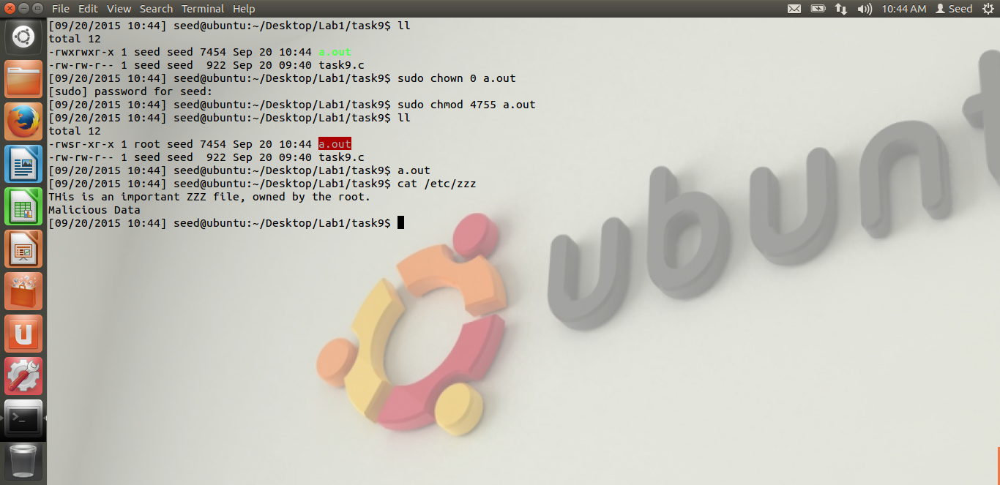 File Edit View Search Terminal Help 10:44 AM Seed
[09/20/2015 10:44] seed@ubuntu:~/Desktop/Lab1/task9$ ll
total 12
-rwxrwxr-x 1 seed seed 7454 Sep 20 10:44 a.out
-rw-rw-r-- 1 seed seed  922 Sep 20 09:40 task9.c
[09/20/2015 10:44] seed@ubuntu:~/Desktop/Lab1/task9$ sudo chown 0 a.out
[sudo] password for seed:
[09/20/2015 10:44] seed@ubuntu:~/Desktop/Lab1/task9$ sudo chmod 4755 a.out
[09/20/2015 10:44] seed@ubuntu:~/Desktop/Lab1/task9$ ll
total 12
-rwsr-xr-x 1 root seed 7454 Sep 20 10:44 a.out
-rw-rw-r-- 1 seed seed  922 Sep 20 09:40 task9.c
[09/20/2015 10:44] seed@ubuntu:~/Desktop/Lab1/task9$ a.out
[09/20/2015 10:44] seed@ubuntu:~/Desktop/Lab1/task9$ cat /etc/zzz
THis is an important ZZZ file, owned by the root.
Malicious Data
[09/20/2015 10:44] seed@ubuntu:~/Desktop/Lab1/task9$
ubunt